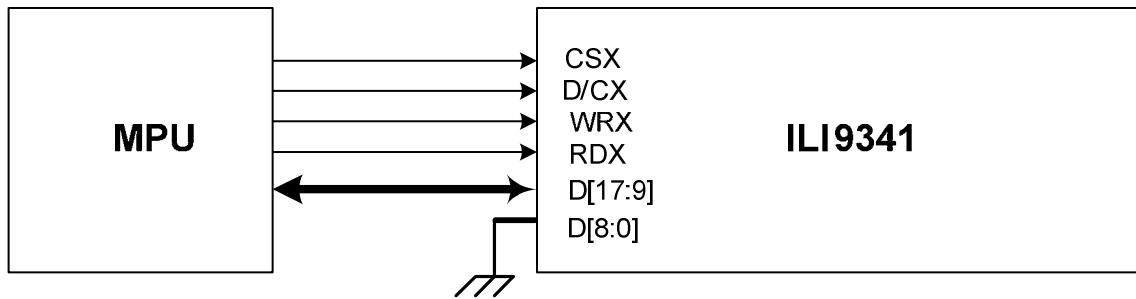 MPU
CSX
D/CX
WRX
RDX
D[17:9]
D[8:0]
ILI9341